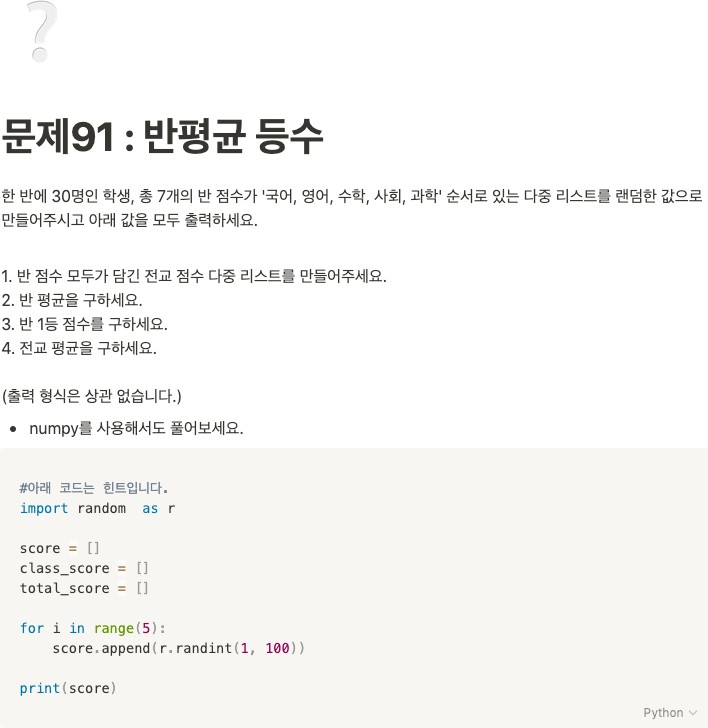 ❔
문제91 : 반평균 등수
한 반에 30명인 학생, 총 7개의 반 점수가 '국어, 영어, 수학, 사회, 과학' 순서로 있는 다중 리스트를 랜덤한 값으로
만들어주시고 아래 값을 모두 출력하세요.
1. 반 점수 모두가 담긴 전교 점수 다중 리스트를 만들어주세요.
2. 반 평균을 구하세요.
3. 반 1등 점수를 구하세요.
4. 전교 평균을 구하세요.
(출력 형식은 상관 없습니다.)
• numpy를 사용해서도 풀어보세요.
#아래 코드는 힌트입니다.
import random  as r
score = []
class_score = []
total_score = []
for i in range(5):
    score.append(r.randint(1, 100))
print(score)
Python